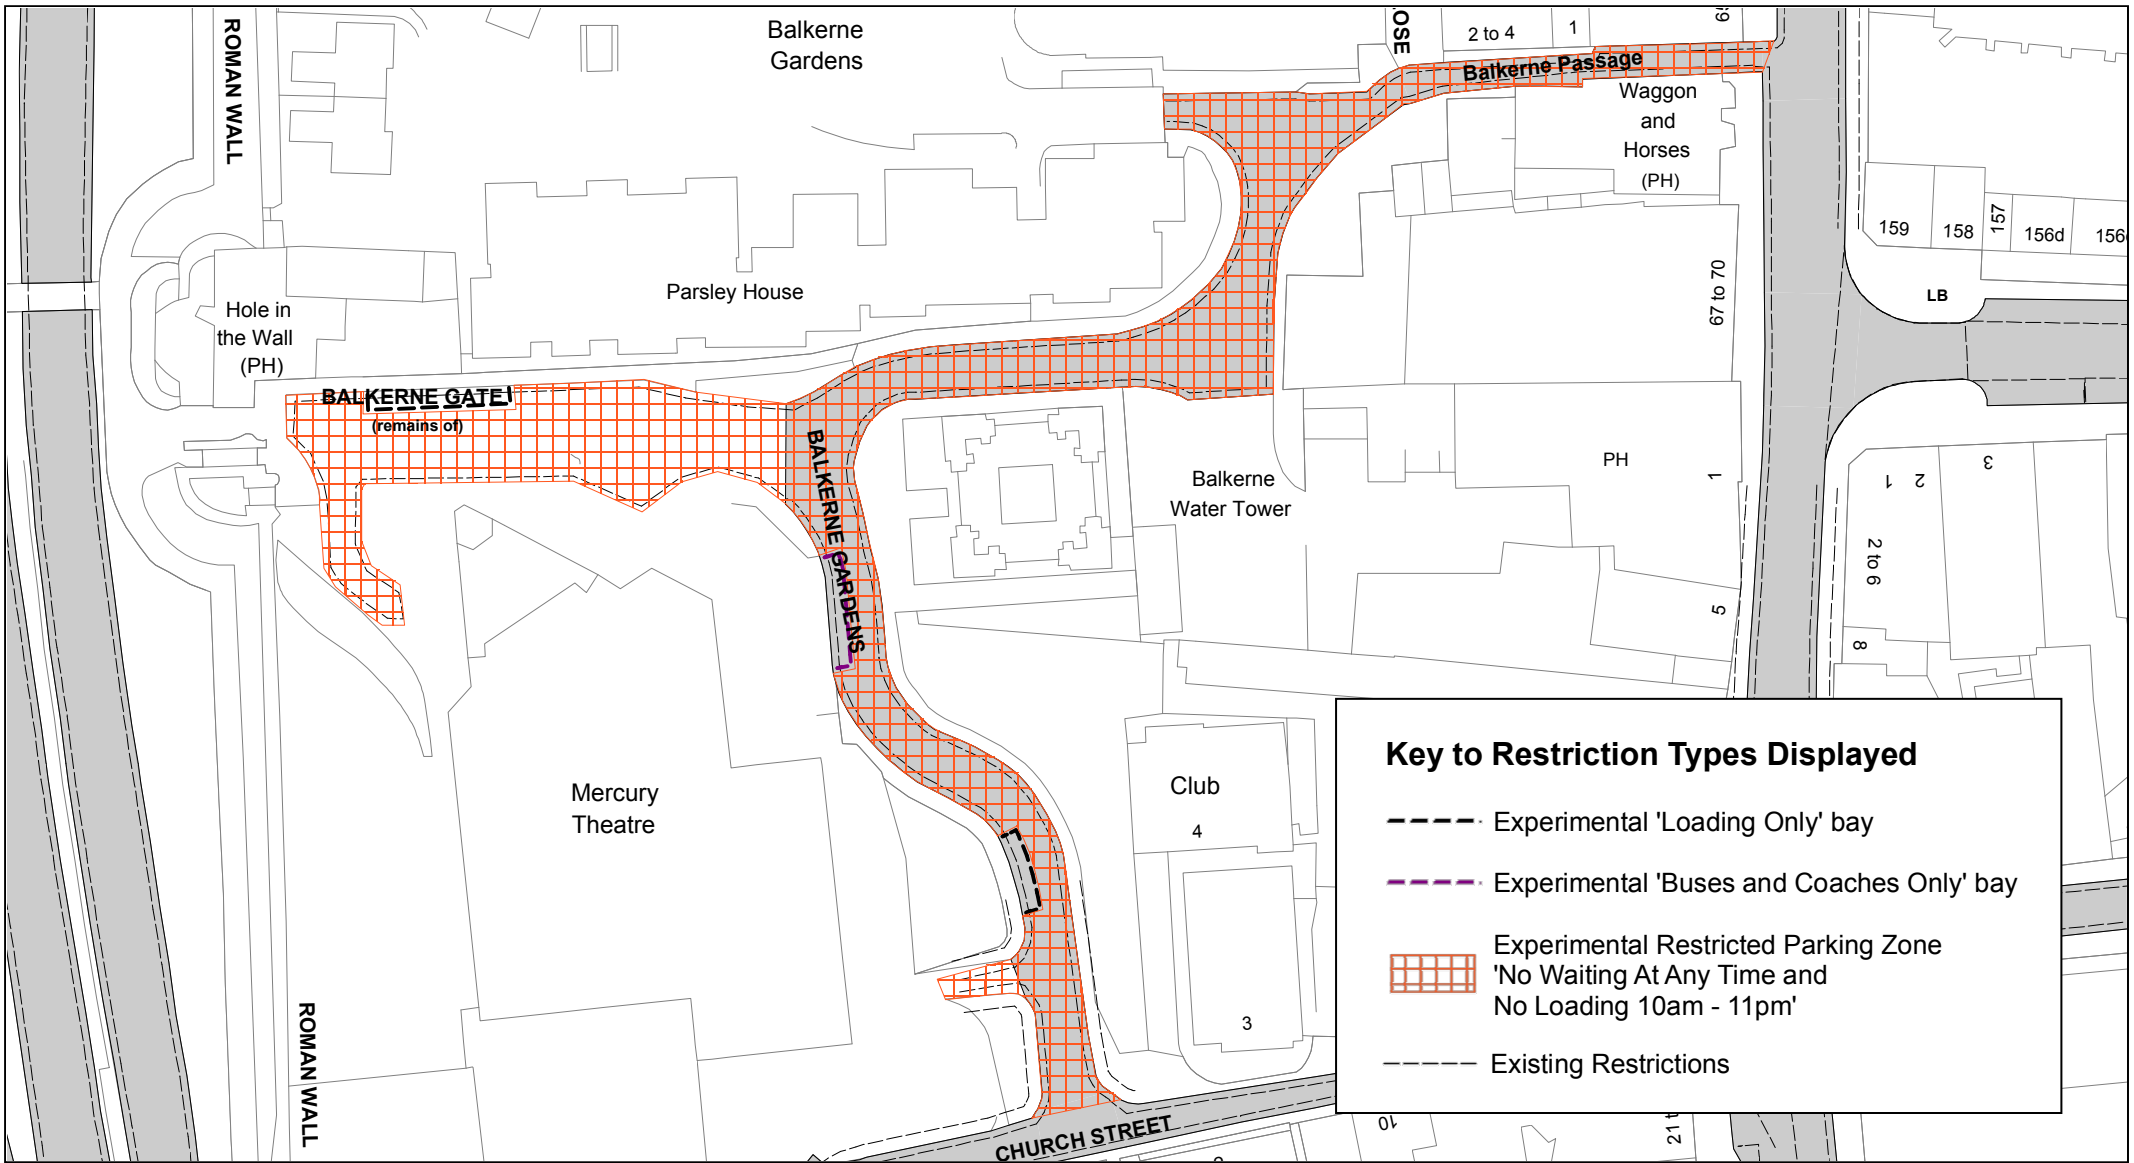 ROMAN WALL
Balkerne
Gardens
OSE
2 to 4
1
Balkerne Passage
Waggon
and
Horses
(PH)
159
158
157
156d
LB
67 to 70
Parsley House
Hole in
the Wall
(PH)
BALKERNE GATE
(remains of)
BALKERNE GARDENS
Balkerne
Water Tower
PH
1
1
2
3
2 to 6
5
8
Mercury
Theatre
Club
4
3
ROMAN WALL
CHURCH STREET
10
Key to Restriction Types Displayed
Experimental 'Loading Only' bay
Experimental 'Buses and Coaches Only' bay
Experimental Restricted Parking Zone
'No Waiting At Any Time and
No Loading 10am - 11pm'
Existing Restrictions